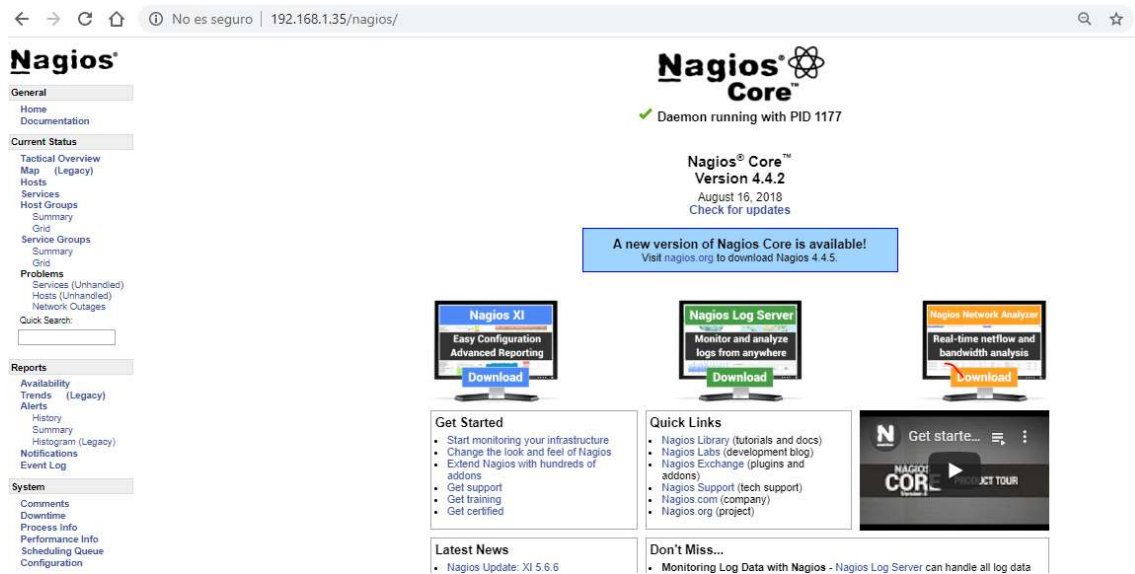 No es seguro | 192.168.1.35/nagios/
Nagios®
General
Home
Documentation
Current Status
Tactical Overview
Map (Legacy)
Hosts
Services
Host Groups
Summary
Grid
Service Groups
Summary
Grid
Problems
Services (Unhandled)
Hosts (Unhandled)
Network Outages
Quick Search:
Reports
Availability
Trends (Legacy)
Alerts
History
Summary
Histogram (Legacy)
Notifications
Event Log
System
Comments
Downtime
Process Info
Performance Info
Scheduling Queue
Configuration
Nagios®
Core™
Daemon running with PID 1177
Nagios® Core™
Version 4.4.2
August 16, 2018
Check for updates
A new version of Nagios Core is available!
Visit nagios.org to download Nagios 4.4.5.
Nagios XI
Easy Configuration
Advanced Reporting
Download
Nagios Log Server
Monitor and analyze
logs from anywhere
Download
Nagios Network Analyzer
Real-time netflow and
bandwidth analysis
Download
Get Started
Start monitoring your infrastructure
Change the look and feel of Nagios
Extend Nagios with hundreds of
addons
Get support
Get training
Get certified
Quick Links
Nagios Library (tutorials and docs)
Nagios Labs (development blog)
Nagios Exchange (plugins and
addons)
Nagios Support (tech support)
Nagios.com (company)
Nagios.org (project)
N Get starte...
NAGIOS
CORE
TOUR
Latest News
Nagios Update: XI 5.6.6
Don't Miss...
Monitoring Log Data with Nagios - Nagios Log Server can handle all log data